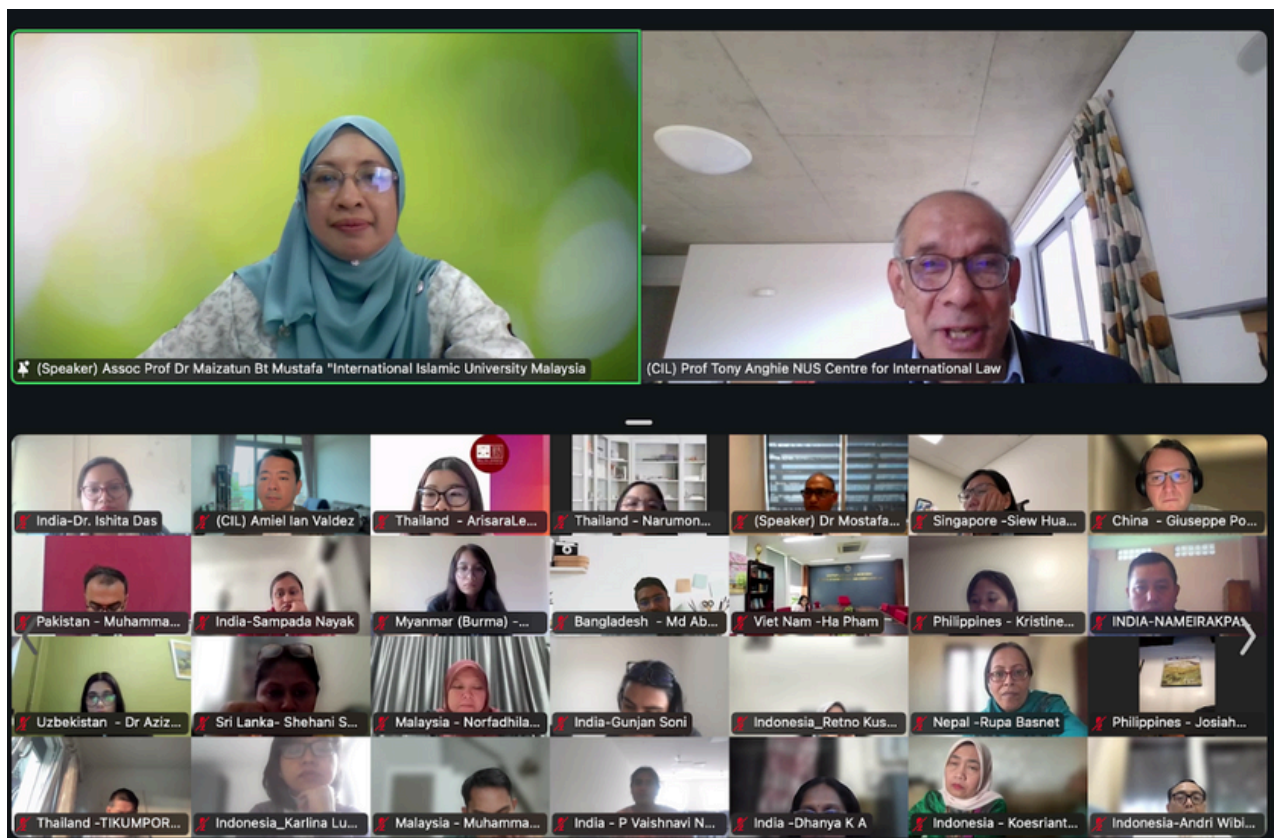 (Speaker) Assoc Prof Dr Maizatun Bt Mustafa "International Islamic University Malaysia
(CIL) Prof Tony Anghie NUS Centre for International Law
India-Dr. Ishita Das
(CIL) Amiel Ian Valdez
Thailand - ArisaraLe...
Thailand - Narumon...
(Speaker) Dr Mostafa...
Singapore -Siew Hua...
China - Giuseppe Po...
Pakistan - Muhamma...
India-Sampada Nayak
Myanmar (Burma) -...
Bangladesh - Md Ab...
Viet Nam -Ha Pham
Philippines - Kristine...
INDIA-NAMEIRAKPA
Uzbekistan - Dr Aziz...
Sri Lanka- Shehani S...
Malaysia - Norfadhila...
India-Gunjan Soni
Indonesia_Retno Kus...
Nepal -Rupa Basnet
Philippines - Josiah...
Thailand -TIKUMPOR...
Indonesia_Karlina Lu...
Malaysia - Muhamma...
India - P Vaishnavi N...
India -Dhanya K A
Indonesia - Koesriant...
Indonesia-Andri Wibi...